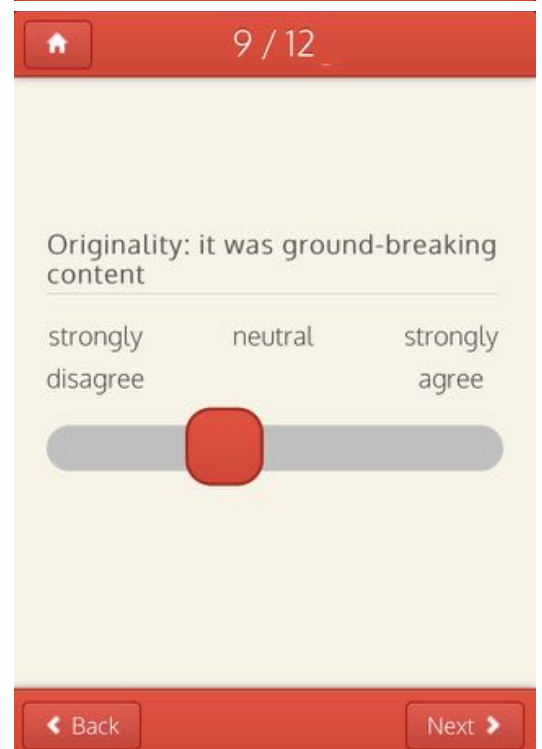 9 / 12 _
Originality: it was ground-breaking
content
strongly neutral strongly
disagree agree
Back Next